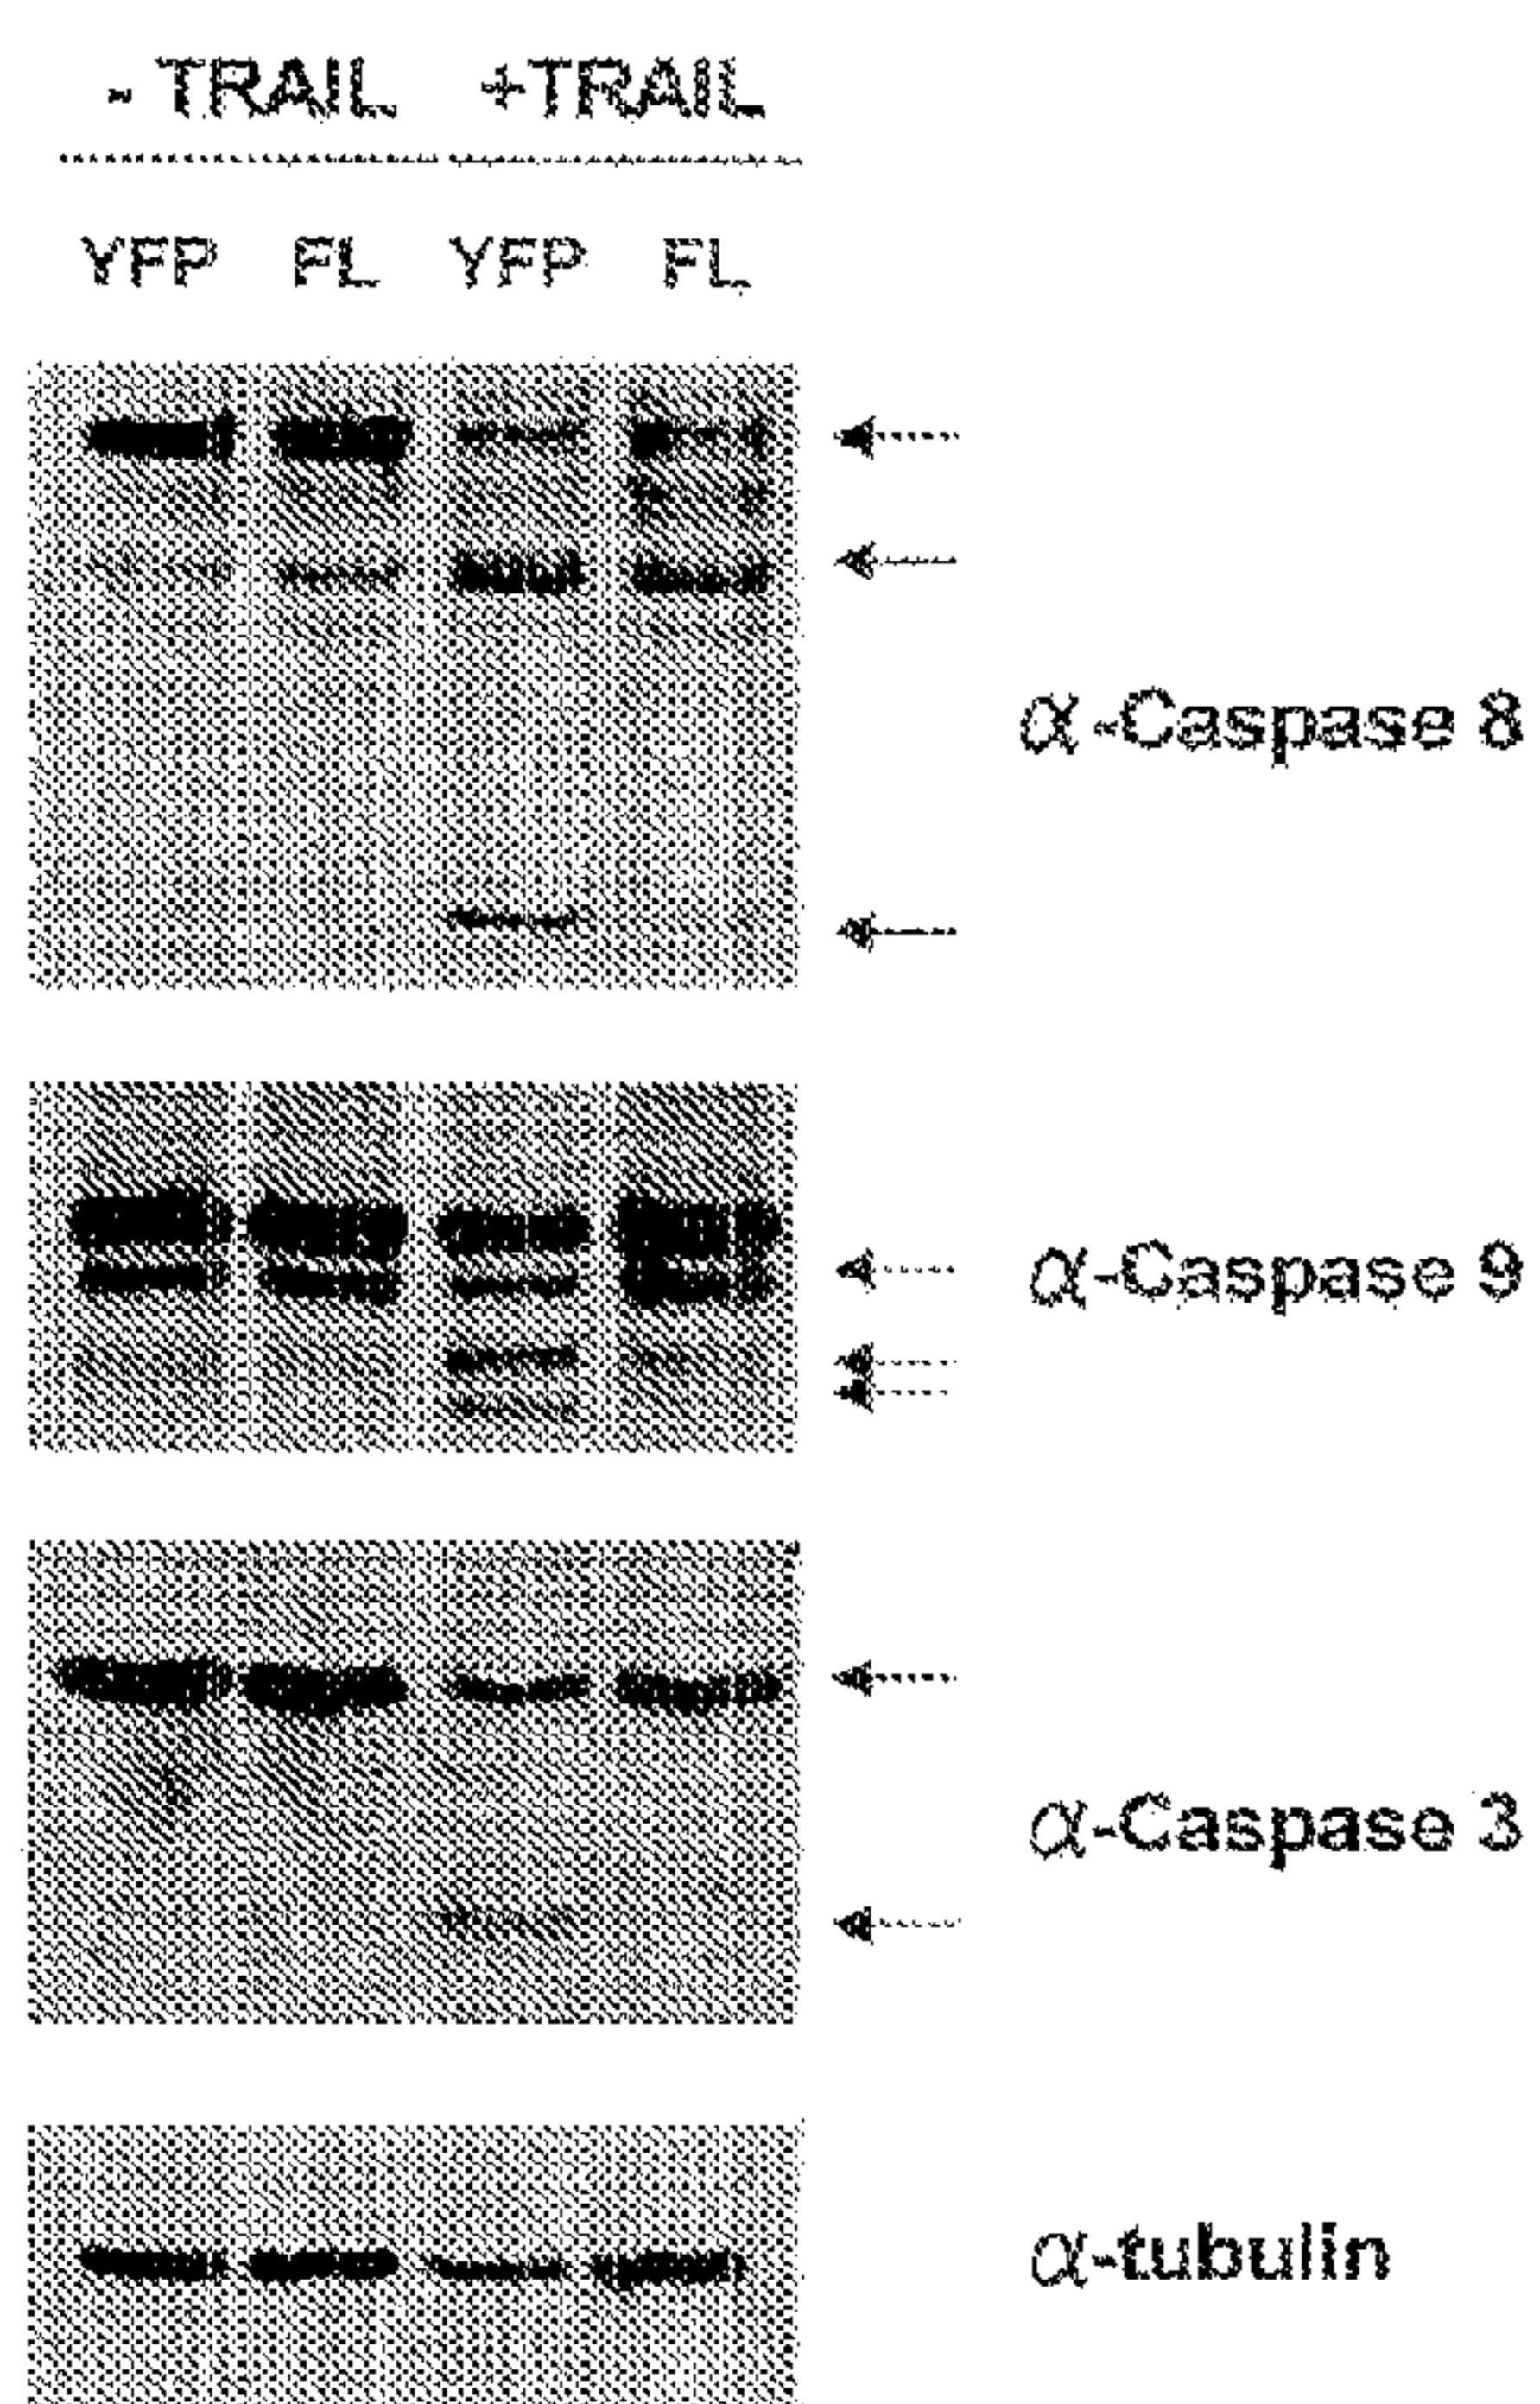 - TRAIL +TRAIL
YFP FL YFP FL
α-Caspase 8
α-Caspase 9
α-Caspase 3
α-tubulin